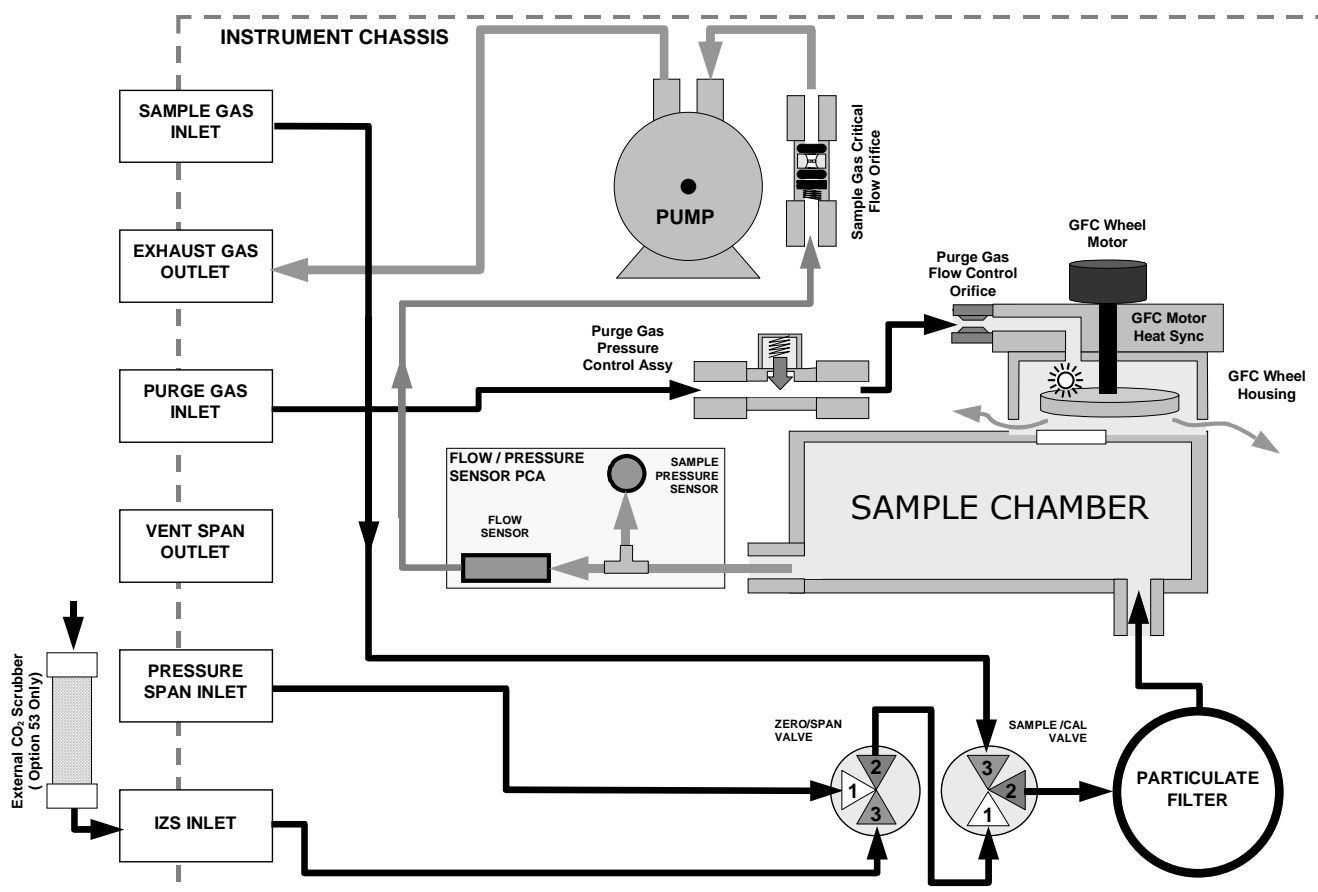 INSTRUMENT CHASSIS
SAMPLE GAS
INLET
EXHAUST GAS
OUTLET
PURGE GAS
INLET
VENT SPAN
OUTLET
PRESSURE
SPAN INLET
IZS INLET
External CO₂ Scrubber
( Option 53 Only)
PUMP
Sample Gas Critical
Flow Orifice
GFC Wheel
Motor
Purge Gas
Flow Control
Orifice
GFC Motor
Heat Sync
GFC Wheel
Housing
Purge Gas
Pressure
Control Assy
FLOW / PRESSURE
SENSOR PCA
SAMPLE
PRESSURE
SENSOR
FLOW
SENSOR
SAMPLE CHAMBER
ZERO/SPAN
VALVE
2
1
3
SAMPLE /CAL
VALVE
3
2
1
PARTICULATE
FILTER